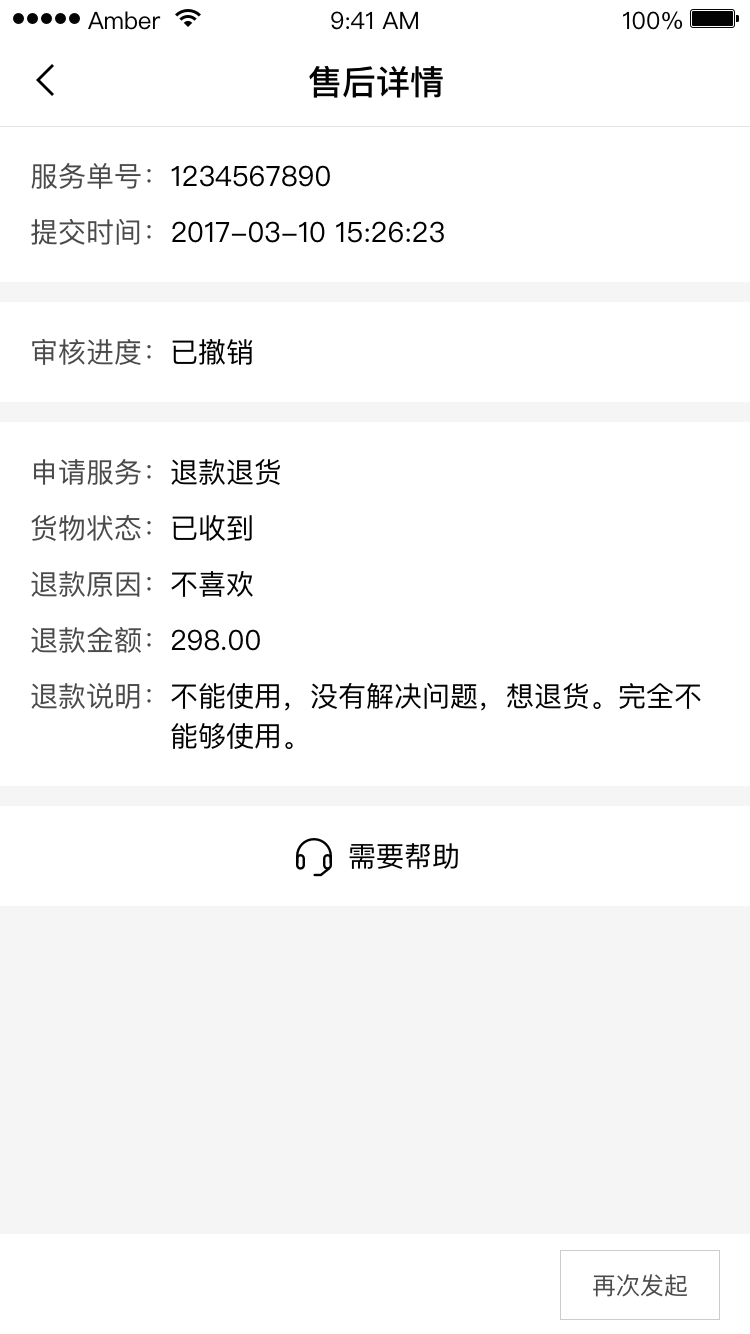 Amber 9:41 AM 100%
售后详情
服务单号：1234567890
提交时间：2017-03-10 15:26:23
审核进度：已撤销
申请服务：退款退货
货物状态：已收到
退款原因：不喜欢
退款金额：298.00
退款说明：不能使用，没有解决问题，想退货。完全不
能够使用。
需要帮助
再次发起